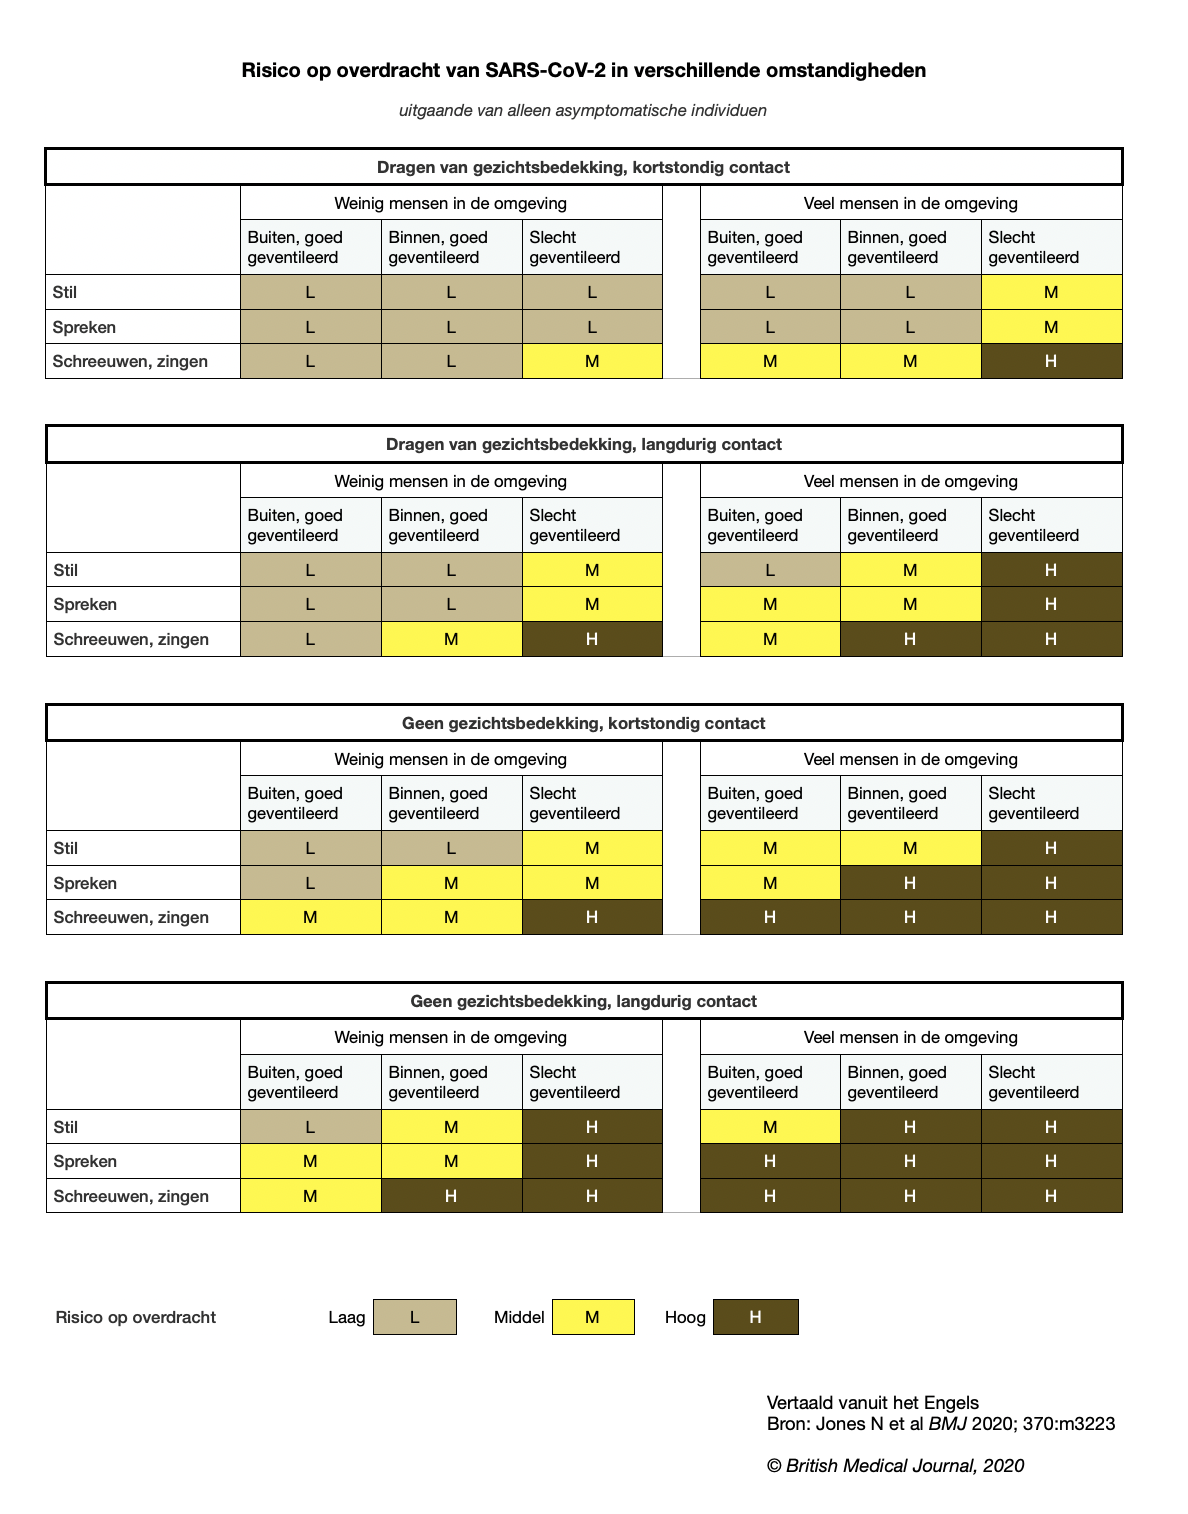 Risico op overdracht van SARS-CoV-2 in verschillende omstandigheden
uitgaande van alleen asymptomatische individuen
Dragen van gezichtsbedekking, kortstondig contact
Weinig mensen in de omgeving Veel mensen in de omgeving
Buiten, goed Binnen, goed Slecht Buiten, goed Binnen, goed Slecht
geventileerd geventileerd geventileerd geventileerd geventileerd geventileerd
Stil L L L L L M
Spreken L L L L L M
Schreeuwen, zingen L L M M M H
Dragen van gezichtsbedekking, langdurig contact
Weinig mensen in de omgeving Veel mensen in de omgeving
Buiten, goed Binnen, goed Slecht Buiten, goed Binnen, goed Slecht
geventileerd geventileerd geventileerd geventileerd geventileerd geventileerd
Stil L L M L M H
Spreken L L M M M H
Schreeuwen, zingen L M H M H H
Geen gezichtsbedekking, kortstondig contact
Weinig mensen in de omgeving Veel mensen in de omgeving
Buiten, goed Binnen, goed Slecht Buiten, goed Binnen, goed Slecht
geventileerd geventileerd geventileerd geventileerd geventileerd geventileerd
Stil L L M M M H
Spreken L M M M H H
Schreeuwen, zingen M M H H H H
Geen gezichtsbedekking, langdurig contact
Weinig mensen in de omgeving Veel mensen in de omgeving
Buiten, goed Binnen, goed Slecht Buiten, goed Binnen, goed Slecht
geventileerd geventileerd geventileerd geventileerd geventileerd geventileerd
Stil L M H M H H
Spreken M M H H H H
Schreeuwen, zingen M H H H H H
Risico op overdracht Laag L Middel M Hoog H
Vertaald vanuit het Engels
Bron: Jones N et al BMJ 2020; 370:m3223
© British Medical Journal, 2020